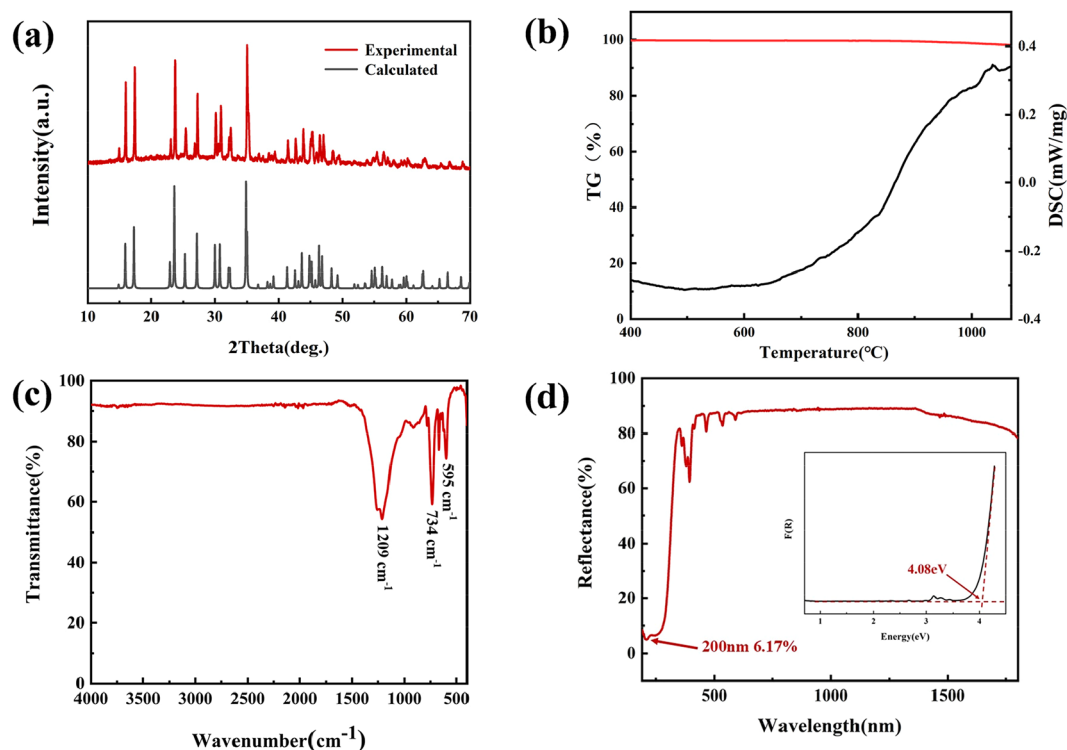 (a)
Experimental
Calculated
Intensity(a.u.)
10 20 30 40 50 60 70
2Theta(deg.)
(b)
100
80
60
40
20
0
TG（%）
0.4
0.2
0.0
-0.2
-0.4
DSC(mW/mg)
400 600 800 1000
Temperature(℃)
(c)
100
80
60
40
20
0
Transmittance(%)
1209 cm-1
734 cm-1
595 cm-1
4000 3500 3000 2500 2000 1500 1000 500
Wavenumber(cm-1)
(d)
100
80
60
40
20
0
Reflectance(%)
200nm 6.17%
F(R)
4.08eV
1 2 3 4
Energy(eV)
500 1000 1500
Wavelength(nm)